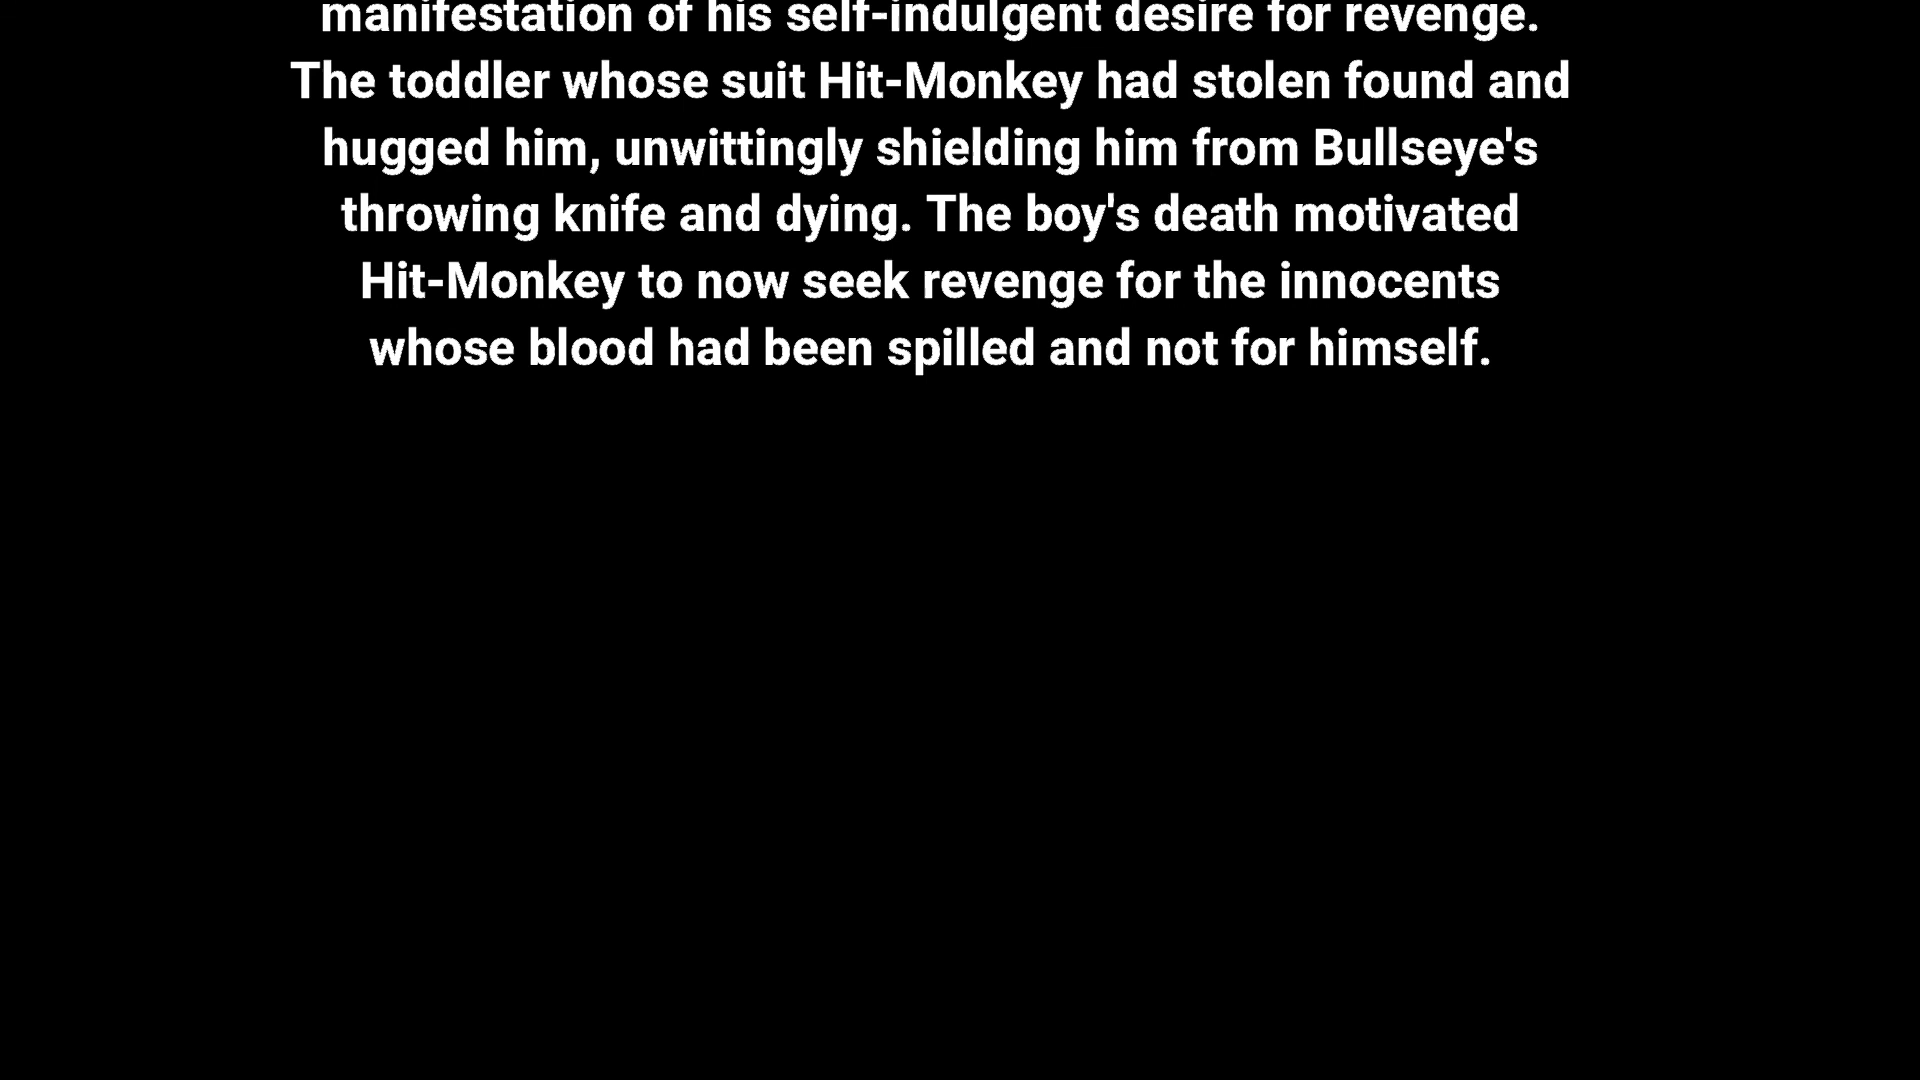 manifestation of his self-indulgent desire for revenge.
The toddler whose suit Hit-Monkey had stolen found and
hugged him, unwittingly shielding him from Bullseye's
throwing knife and dying. The boy's death motivated
Hit-Monkey to now seek revenge for the innocents
whose blood had been spilled and not for himself.